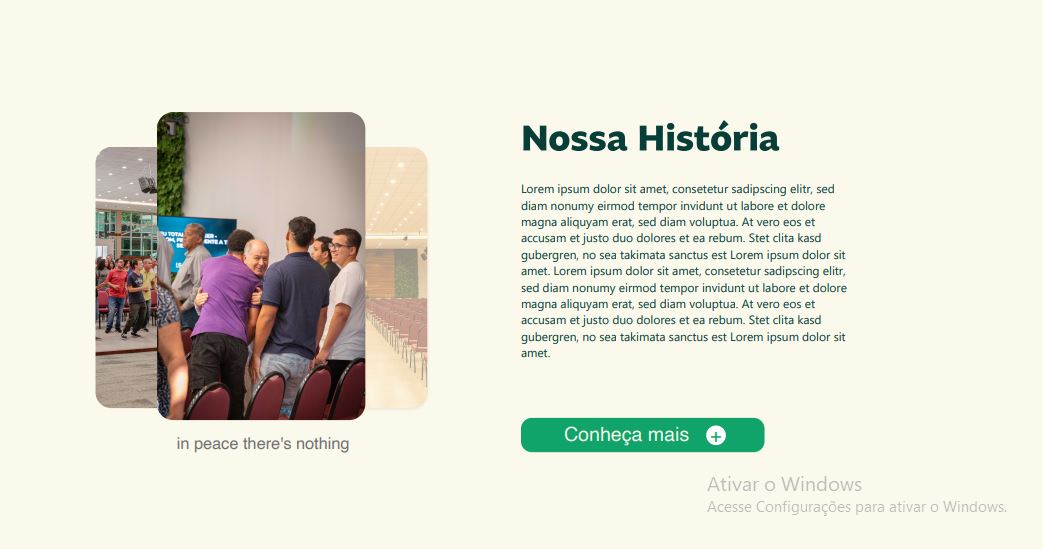 Nossa História
Lorem ipsum dolor sit amet, consetetur sadipscing elitr, sed
diam nonumy eirmod tempor invidunt ut labore et dolore
magna aliquyam erat, sed diam voluptua. At vero eos et
accusam et justo duo dolores et ea rebum. Stet clita kasd
gubergren, no sea takimata sanctus est Lorem ipsum dolor sit
amet. Lorem ipsum dolor sit amet, consetetur sadipscing elitr,
sed diam nonumy eirmod tempor invidunt ut labore et dolore
magna aliquyam erat, sed diam voluptua. At vero eos et
accusam et justo duo dolores et ea rebum. Stet clita kasd
gubergren, no sea takimata sanctus est Lorem ipsum dolor sit
amet.
Conheça mais
in peace there's nothing
Ativar o Windows
Acesse Configurações para ativar o Windows.